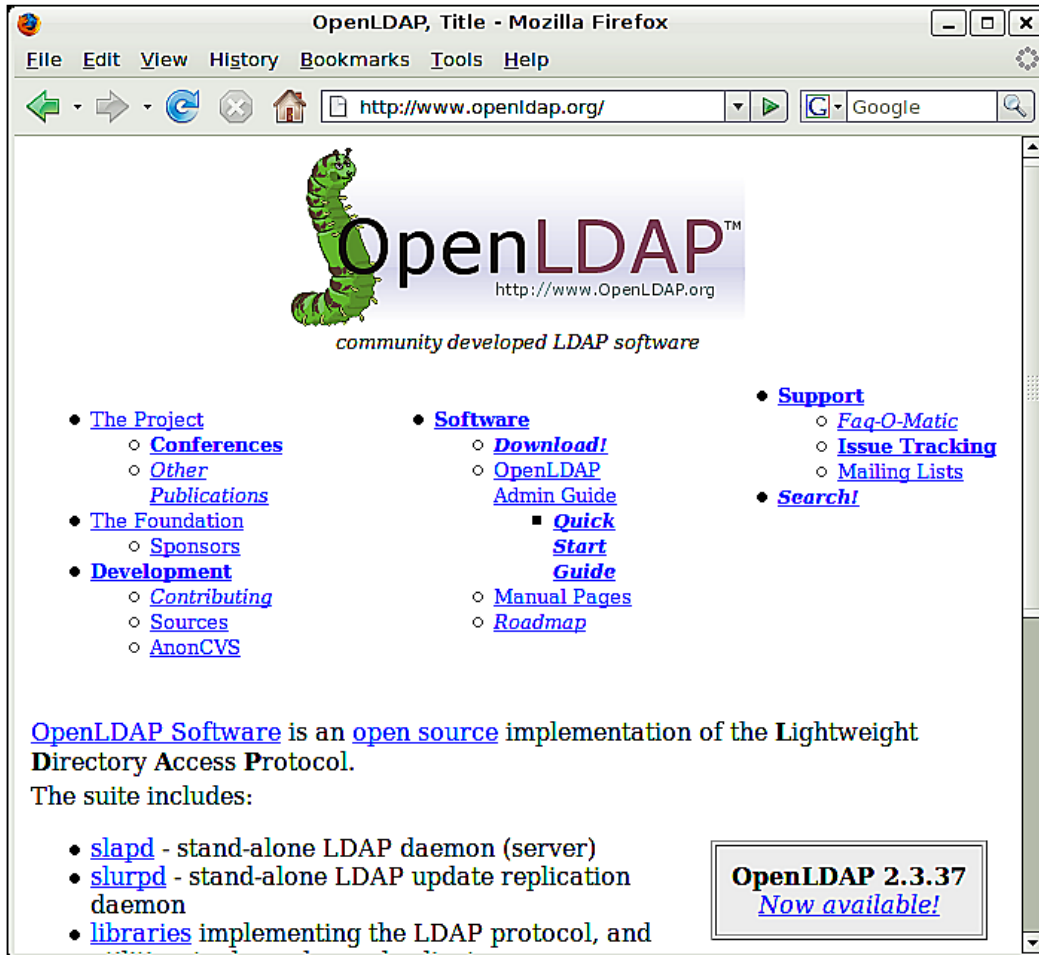 OpenLDAP, Title - Mozilla Firefox
File Edit View History Bookmarks Tools Help
http://www.openldap.org/
G Google
OpenLDAP™
http://www.OpenLDAP.org
community developed LDAP software
The Project
Conferences
Other
Publications
The Foundation
Sponsors
Development
Contributing
Sources
AnonCVS
Software
Download!
OpenLDAP
Admin Guide
Quick
Start
Guide
Manual Pages
Roadmap
Support
Faq-O-Matic
Issue Tracking
Mailing Lists
Search!
OpenLDAP Software is an open source implementation of the Lightweight
Directory Access Protocol.
The suite includes:
slapd - stand-alone LDAP daemon (server)
slurpd - stand-alone LDAP update replication
daemon
libraries implementing the LDAP protocol, and
OpenLDAP 2.3.37
Now available!